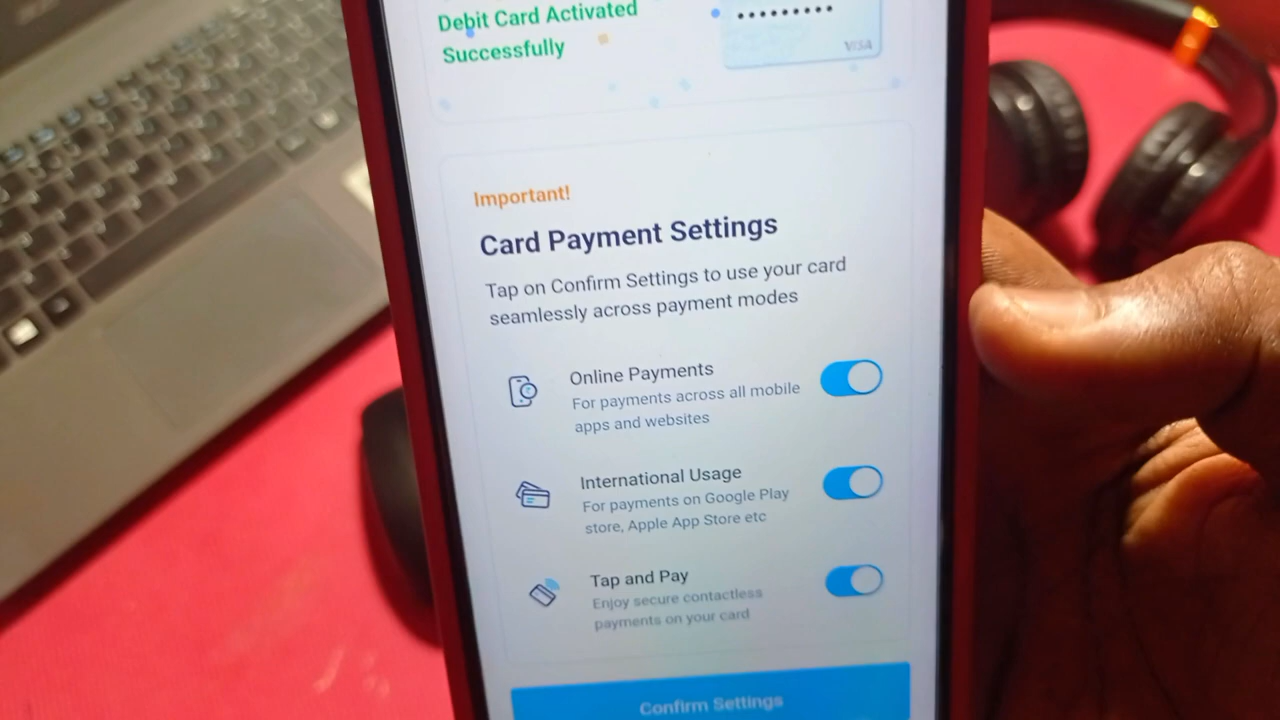 Debit Card Activated
Successfully
VISA
Important!
Card Payment Settings
Tap on Confirm Settings to use your card
seamlessly across payment modes
Online Payments
For payments across all mobile
apps and websites
International Usage
For payments on Google Play
store, Apple App Store etc
Tap and Pay
Enjoy secure contactless
payments on your card
Confirm Settings